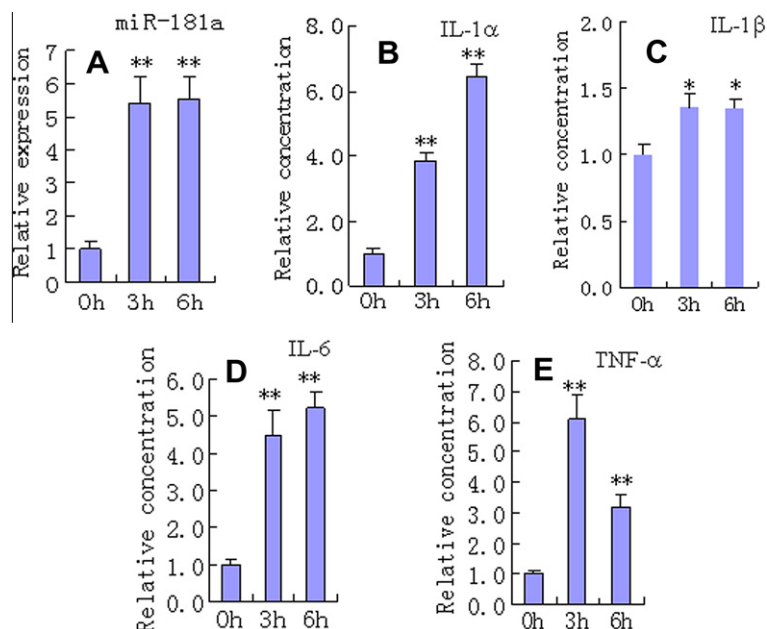 miR-181a
A
Relative expression
7
6
5
4
3
2
1
0
**
**
0h 3h 6h
IL-1α
B
Relative concentration
8.0
6.0
4.0
2.0
0.0
**
**
0h 3h 6h
IL-1β
C
Relative concentration
2.0
1.5
1.0
0.5
0.0
*
*
0h 3h 6h
IL-6
D
Relative concentration
6.0
5.0
4.0
3.0
2.0
1.0
0.0
**
**
0h 3h 6h
TNF-α
E
Relative concentration
8.0
7.0
6.0
5.0
4.0
3.0
2.0
1.0
0.0
**
**
0h 3h 6h